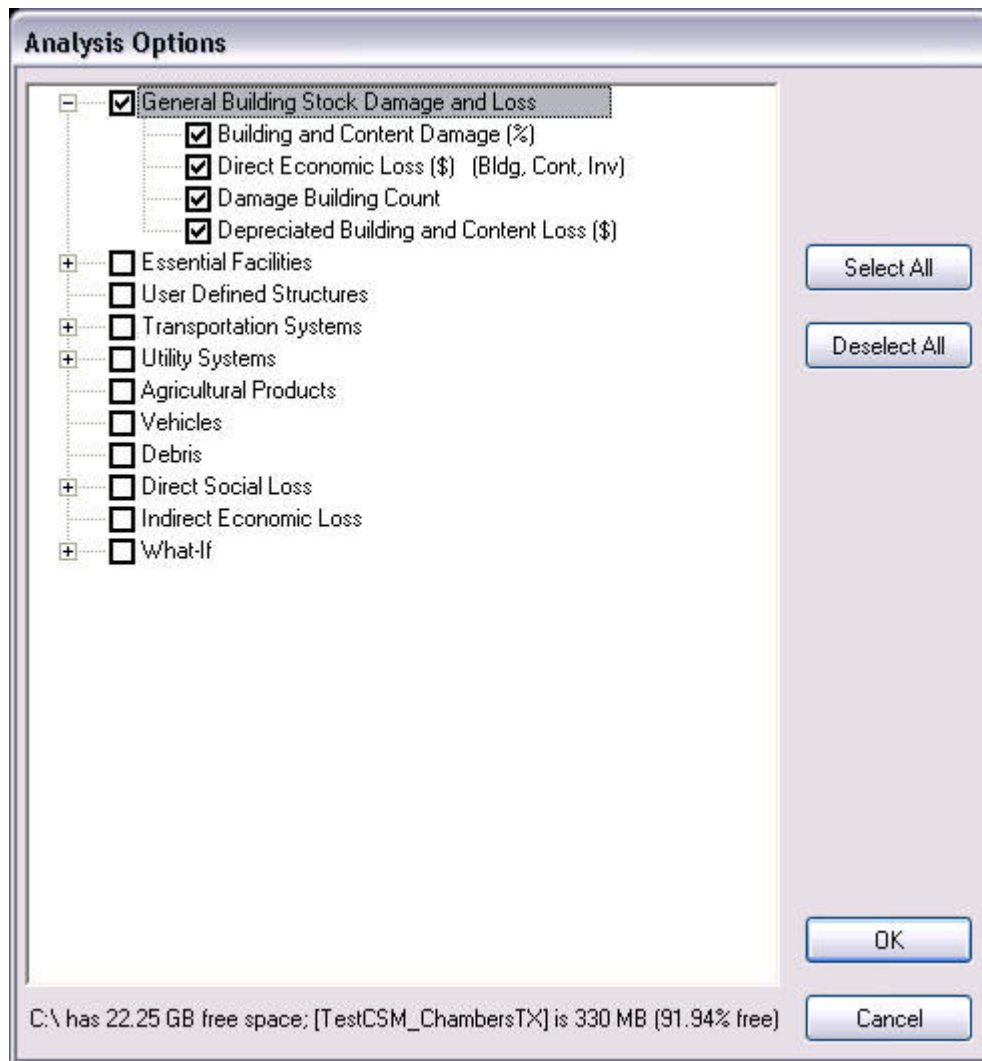 Analysis Options
General Building Stock Damage and Loss
Building and Content Damage (%)
Direct Economic Loss ($) (Bldg, Cont, Inv)
Damage Building Count
Depreciated Building and Content Loss ($)
Essential Facilities
User Defined Structures
Transportation Systems
Utility Systems
Agricultural Products
Vehicles
Debris
Direct Social Loss
Indirect Economic Loss
What-If
Select All
Deselect All
OK
C:\ has 22.25 GB free space; [TestCSM_ChambersTX] is 330 MB (91.94% free)
Cancel